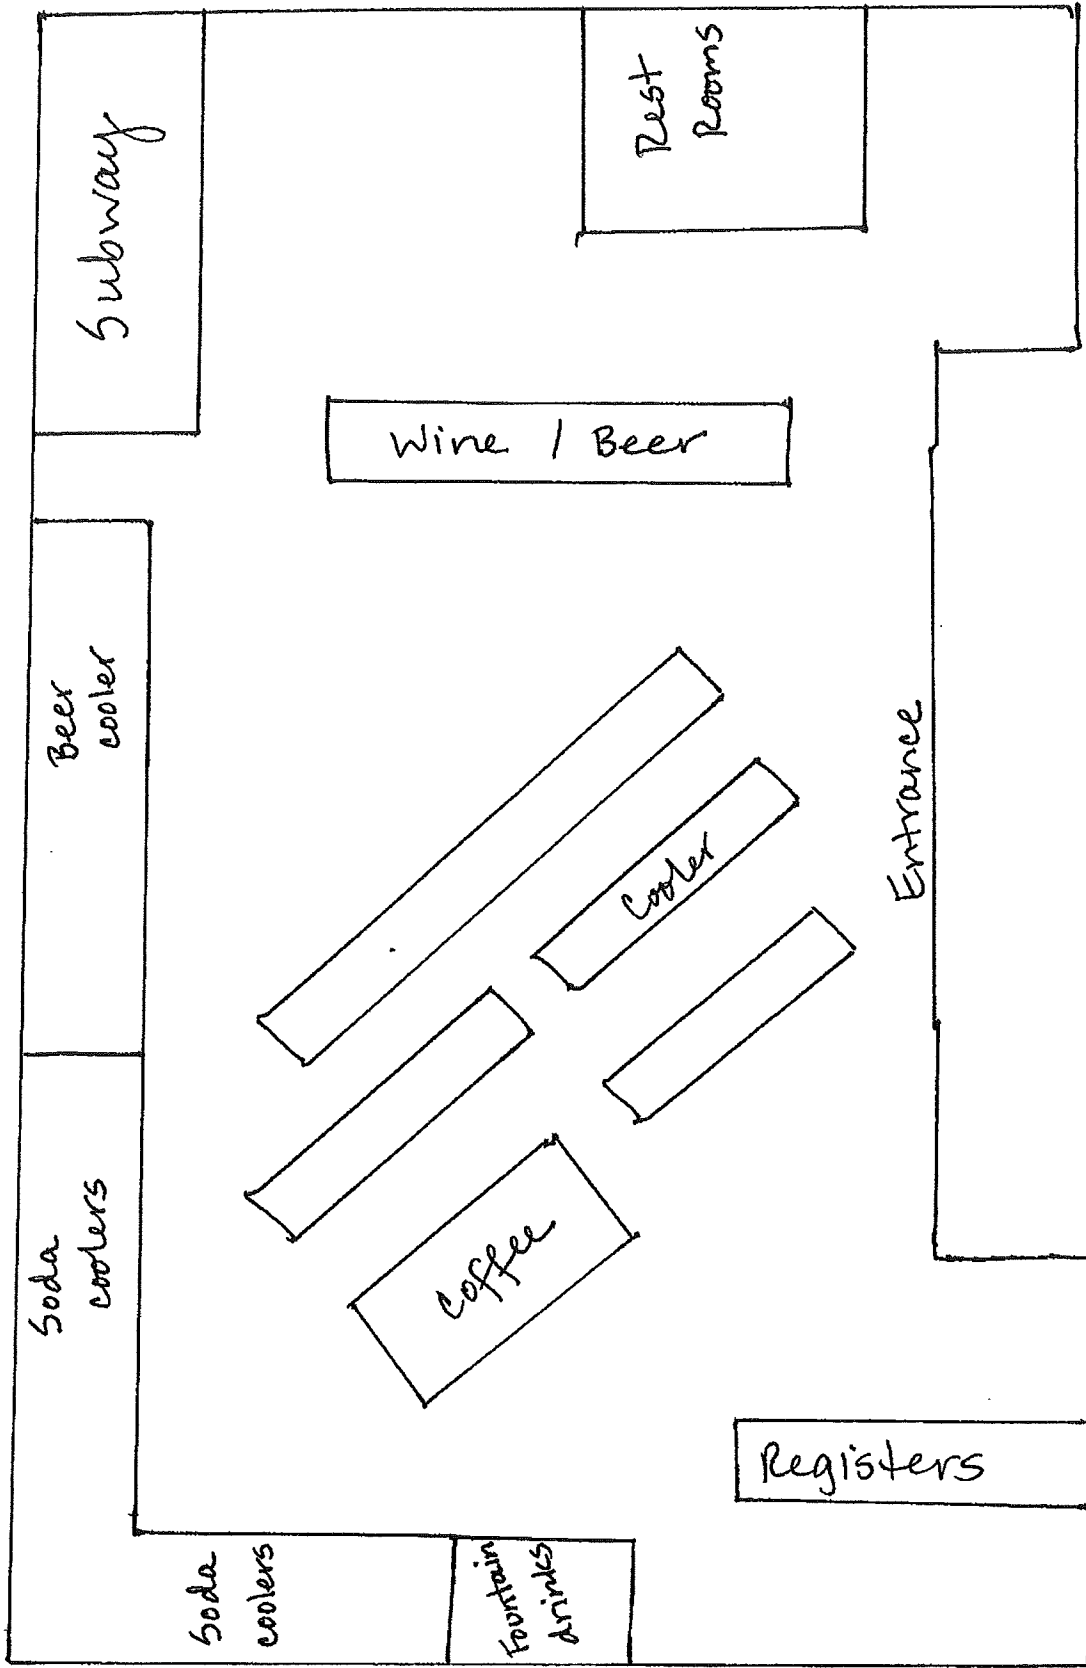 Subway
Rest
Rooms
Wine / Beer
Beer
cooler
Cooler
Entrance
Soda
coolers
Coffee
Registers
Soda
coolers
Fountain
drinks